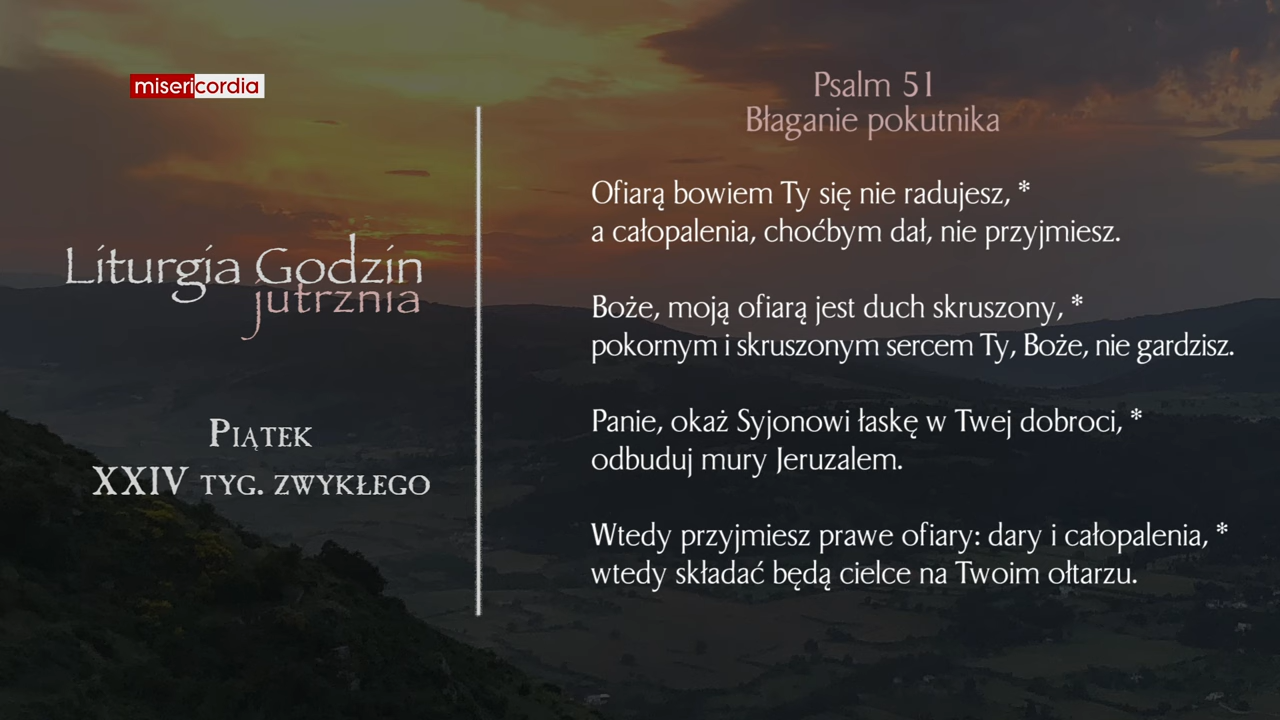 misericordia
Liturgia Godzin
jutrznia
Piątek
XXIV tyg. zwykłego
Psalm 51
Błaganie pokutnika
Ofiarą bowiem Ty się nie radujesz, *
a całopalenia, choćbym dał, nie przyjmiesz.
Boże, moją ofiarą jest duch skruszony, *
pokornym i skruszonym sercem Ty, Boże, nie gardzisz.
Panie, okaż Syjonowi łaskę w Twej dobroci, *
odbuduj mury Jeruzalem.
Wtedy przyjmiesz prawe ofiary: dary i całopalenia, *
wtedy składać będą cielce na Twoim ołtarzu.